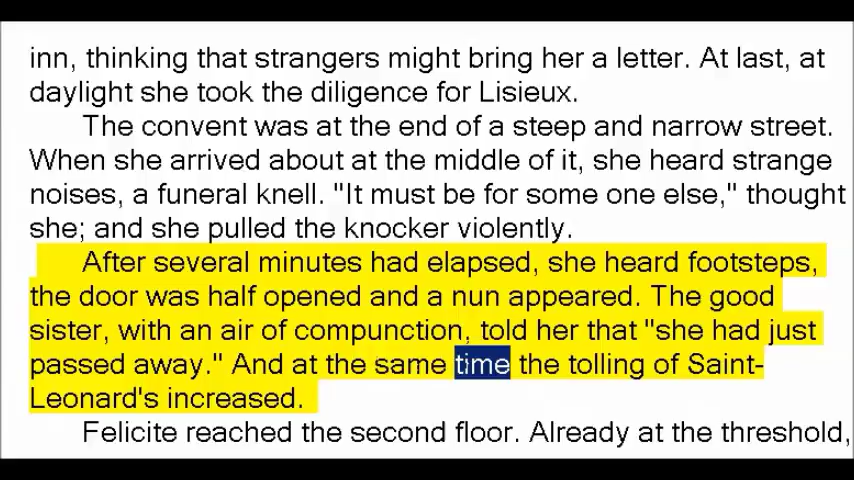 inn, thinking that strangers might bring her a letter. At last, at
daylight she took the diligence for Lisieux.
The convent was at the end of a steep and narrow street.
When she arrived about at the middle of it, she heard strange
noises, a funeral knell. "It must be for some one else," thought
she; and she pulled the knocker violently.
After several minutes had elapsed, she heard footsteps,
the door was half opened and a nun appeared. The good
sister, with an air of compunction, told her that "she had just
passed away." And at the same time the tolling of Saint-
Leonard's increased.
Felicite reached the second floor. Already at the threshold,